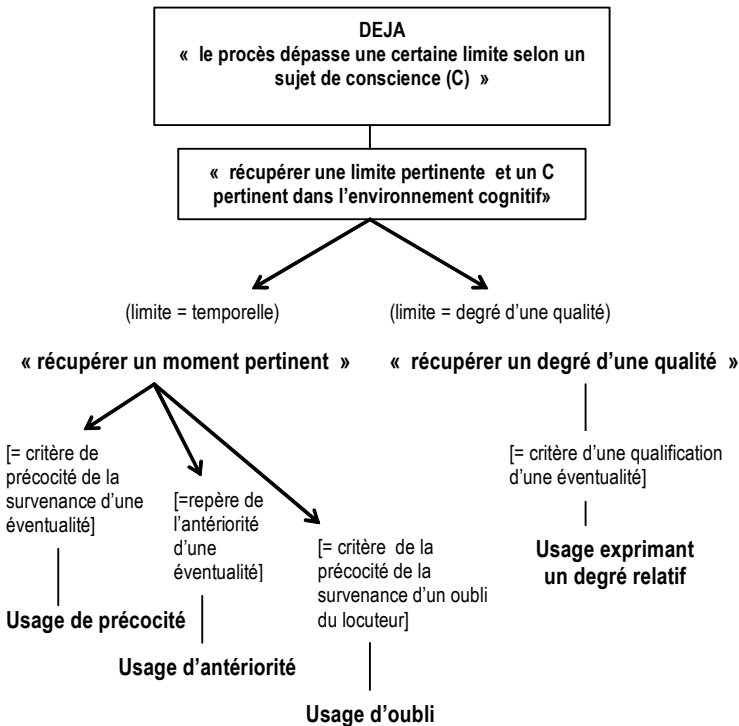 DEJA
« le procès dépasse une certaine limite selon un
sujet de conscience (C) »
« récupérer une limite pertinente et un C
pertinent dans l'environnement cognitif»
(limite = temporelle)
(limite = degré d'une qualité)
« récupérer un moment pertinent »
« récupérer un degré d'une qualité »
[= critère de
précocité de la
survenance d'une
éventualité]
[=repère de
l'antériorité
d'une
éventualité]
[= critère de la
précocité de la
survenance d'un oubli
du locuteur]
[= critère d'une qualification
d'une éventualité]
Usage exprimant
un degré relatif
Usage de précocité
Usage d'antériorité
Usage d'oubli